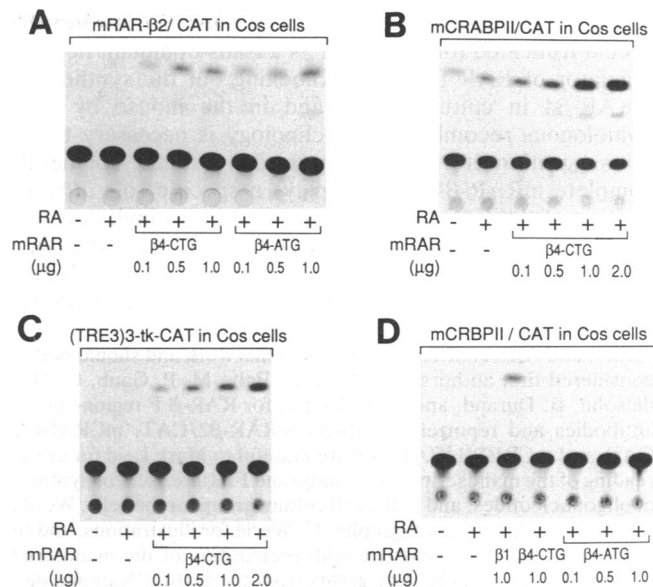 A
mRAR-β2/ CAT in Cos cells
RA - + + + + + + +
mRAR - - β4-CTG β4-ATG
(μg) 0.1 0.5 1.0 0.1 0.5 1.0
B
mCRABPII/CAT in Cos cells
RA - + + + + +
mRAR - - β4-CTG
(μg) 0.1 0.5 1.0 2.0
C
(TRE3)3-tk-CAT in Cos cells
RA - + + + + +
mRAR - - β4-CTG
(μg) 0.1 0.5 1.0 2.0
D
mCRBPII / CAT in Cos cells
RA - + + + + + +
mRAR - - β1 β4-CTG β4-ATG
(μg) 1.0 1.0 0.1 0.5 1.0